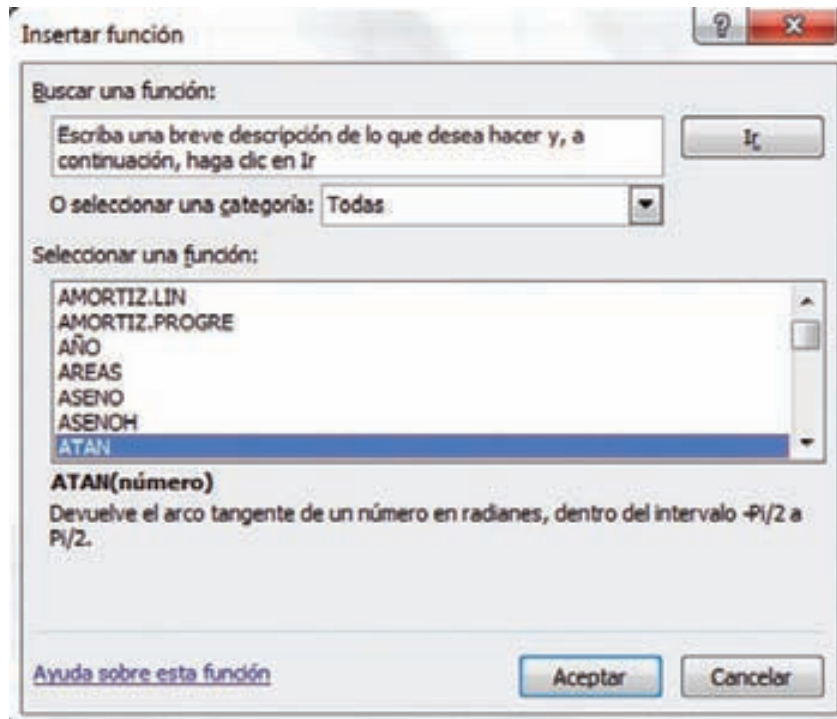 Insertar función
Buscar una función:
Escriba una breve descripción de lo que desea hacer y, a
continuación, haga clic en Ir
Ir
O seleccionar una categoría: Todas
Seleccionar una función:
AMORTIZ.LIN
AMORTIZ.PROGRE
AÑO
AREAS
ASENO
ASENOH
ATAN
ATAN(número)
Devuelve el arco tangente de un número en radianes, dentro del intervalo -Pi/2 a
Pi/2.
Ayuda sobre esta función
Aceptar
Cancelar